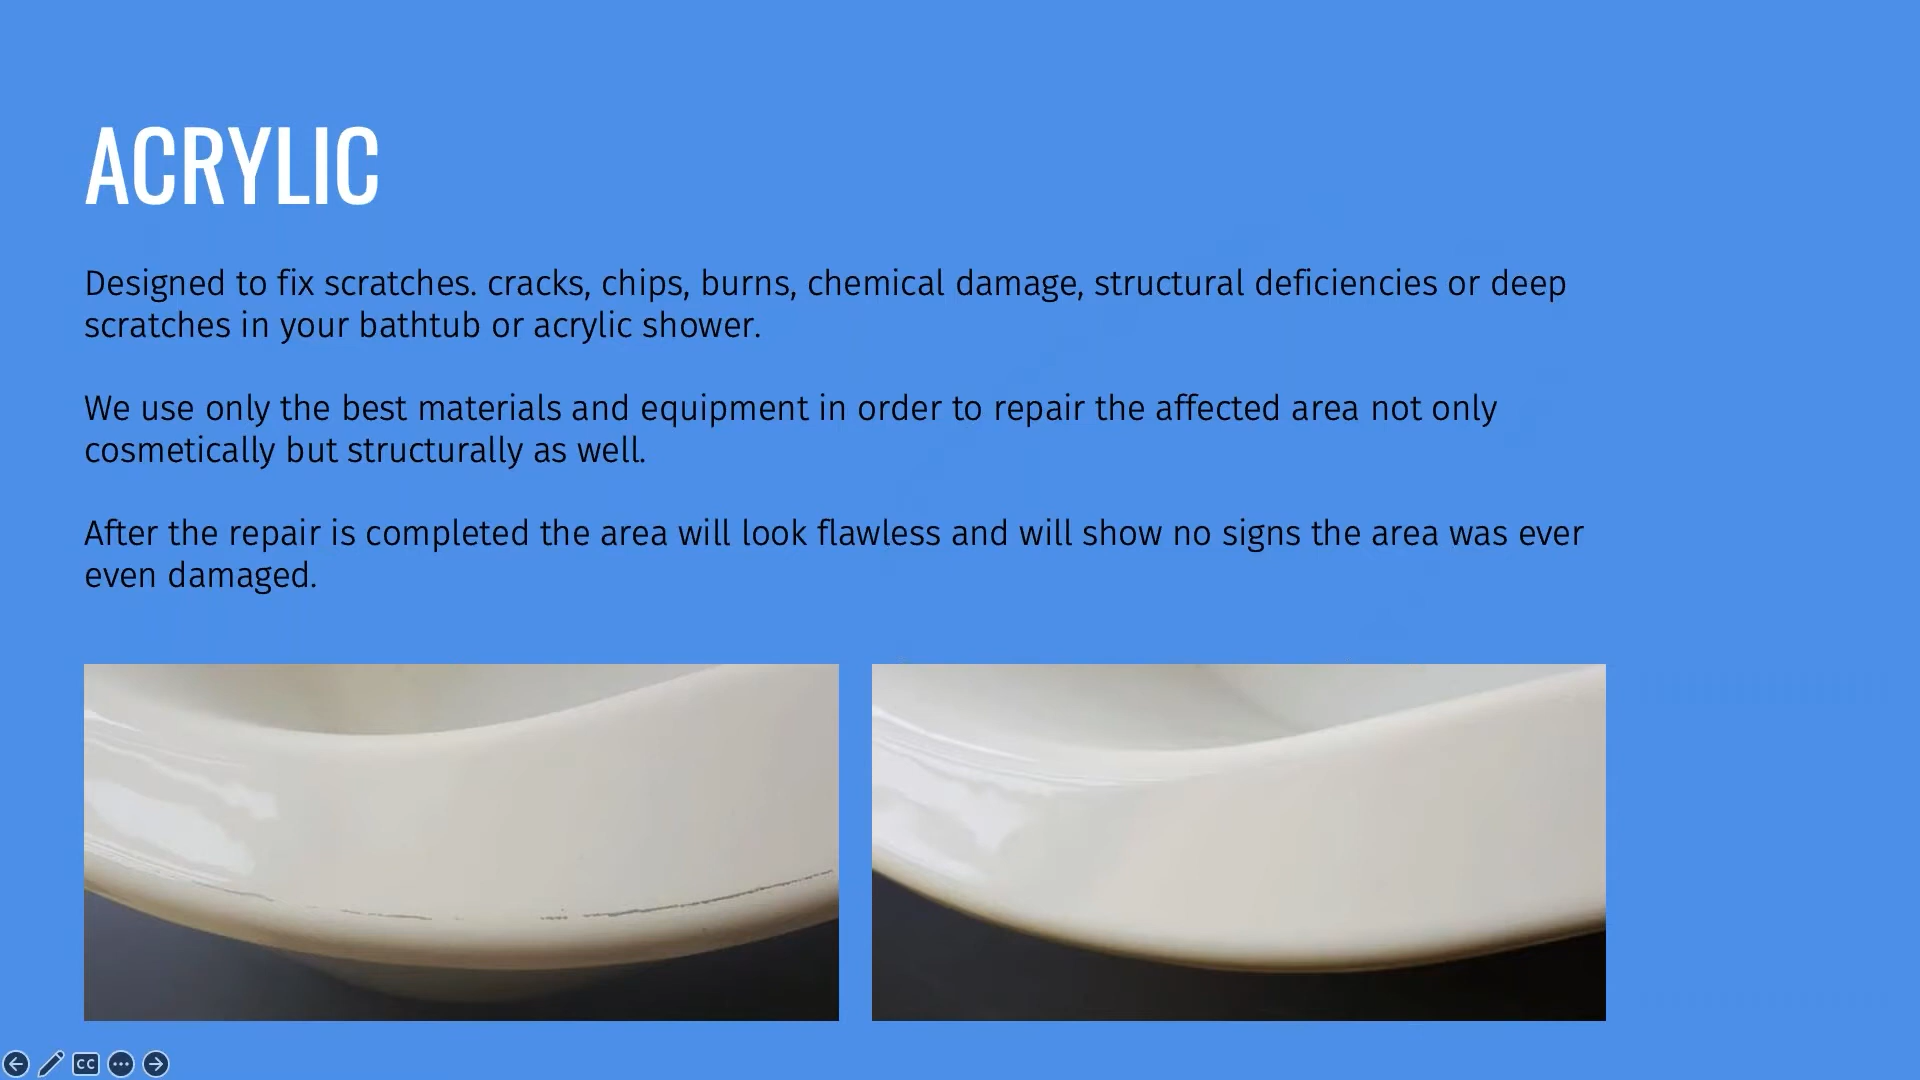 ACRYLIC
Designed to fix scratches. cracks, chips, burns, chemical damage, structural deficiencies or deep
scratches in your bathtub or acrylic shower.
We use only the best materials and equipment in order to repair the affected area not only
cosmetically but structurally as well.
After the repair is completed the area will look flawless and will show no signs the area was ever
even damaged.
CC